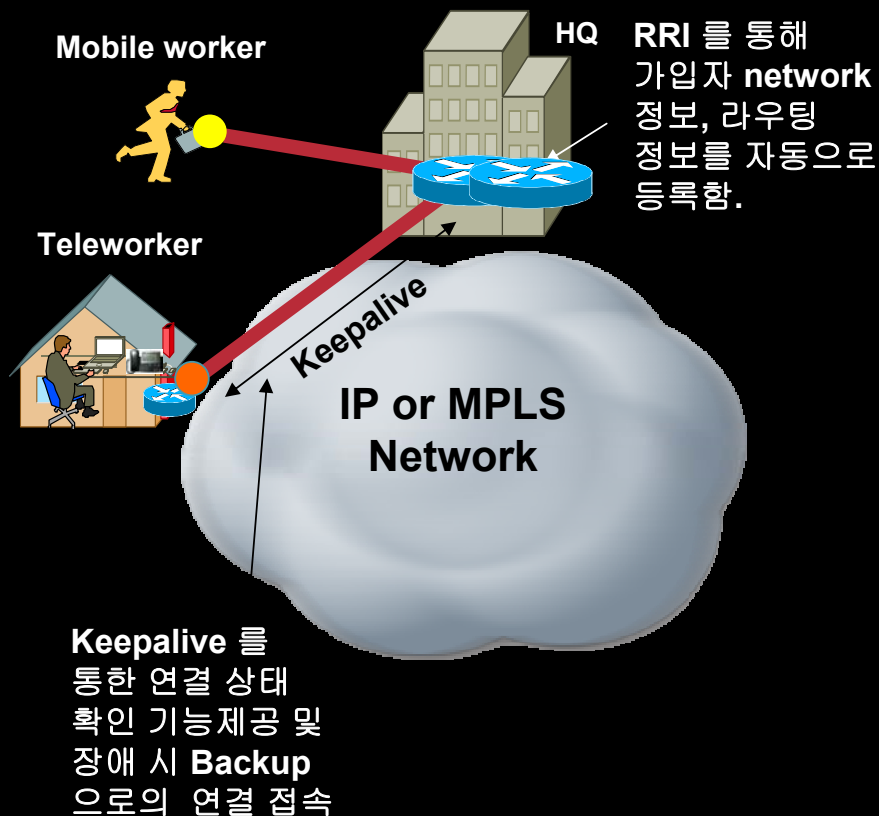 Mobile worker
HQ
RRI 를 통해
가입자 network
정보, 라우팅
정보를 자동으로
등록함.
Teleworker
Keepalive
IP or MPLS
Network
Keepalive 를
통한 연결 상태
확인 기능제공 및
장애 시 Backup
으로의 연결 접속